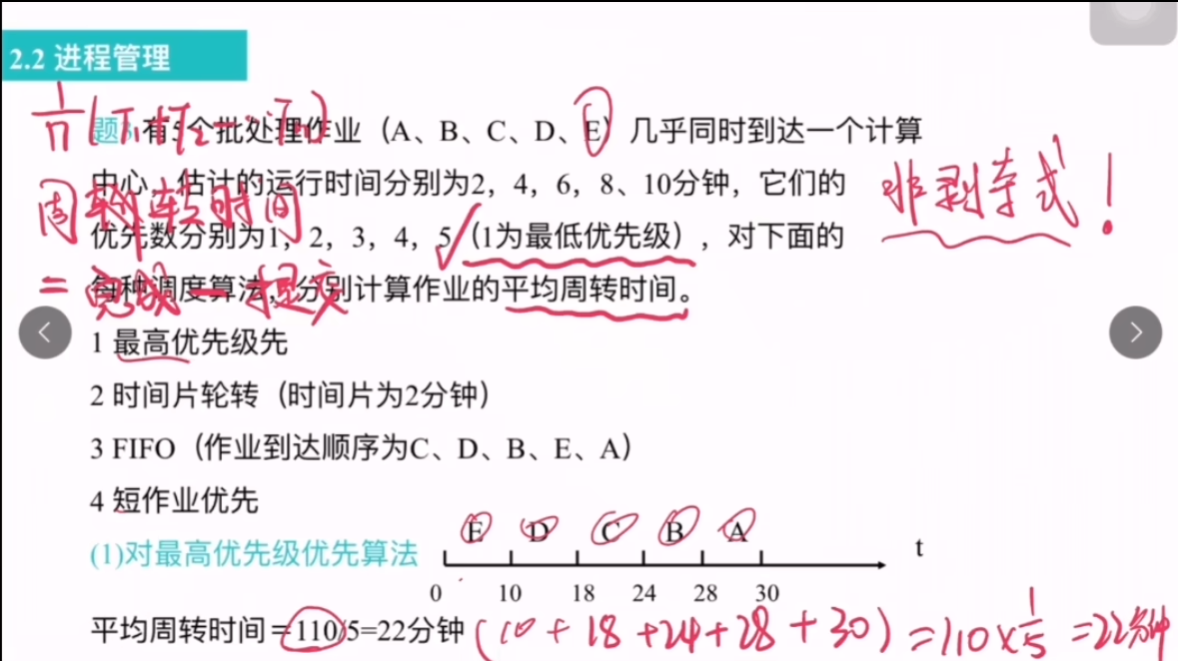 2.2 进程管理
1/n (T1+T2-…Tn)
题 有5个批处理作业（A、B、C、D、E）几乎同时到达一个计算
中心，估计的运行时间分别为2，4，6，8、10分钟，它们的
非剥夺式！
周转时间
优先数分别为1，2，3，4，5（1为最低优先级），对下面的
= 完成－提交
每种调度算法，分别计算作业的平均周转时间。
1 最高优先级先
2 时间片轮转（时间片为2分钟）
3 FIFO（作业到达顺序为C、D、B、E、A）
4 短作业优先
E D C B A
(1)对最高优先级优先算法 t
0 10 18 24 28 30
平均周转时间＝110/5=22分钟 (10 + 18 +24+28 + 30) =110×1/5 =22分钟